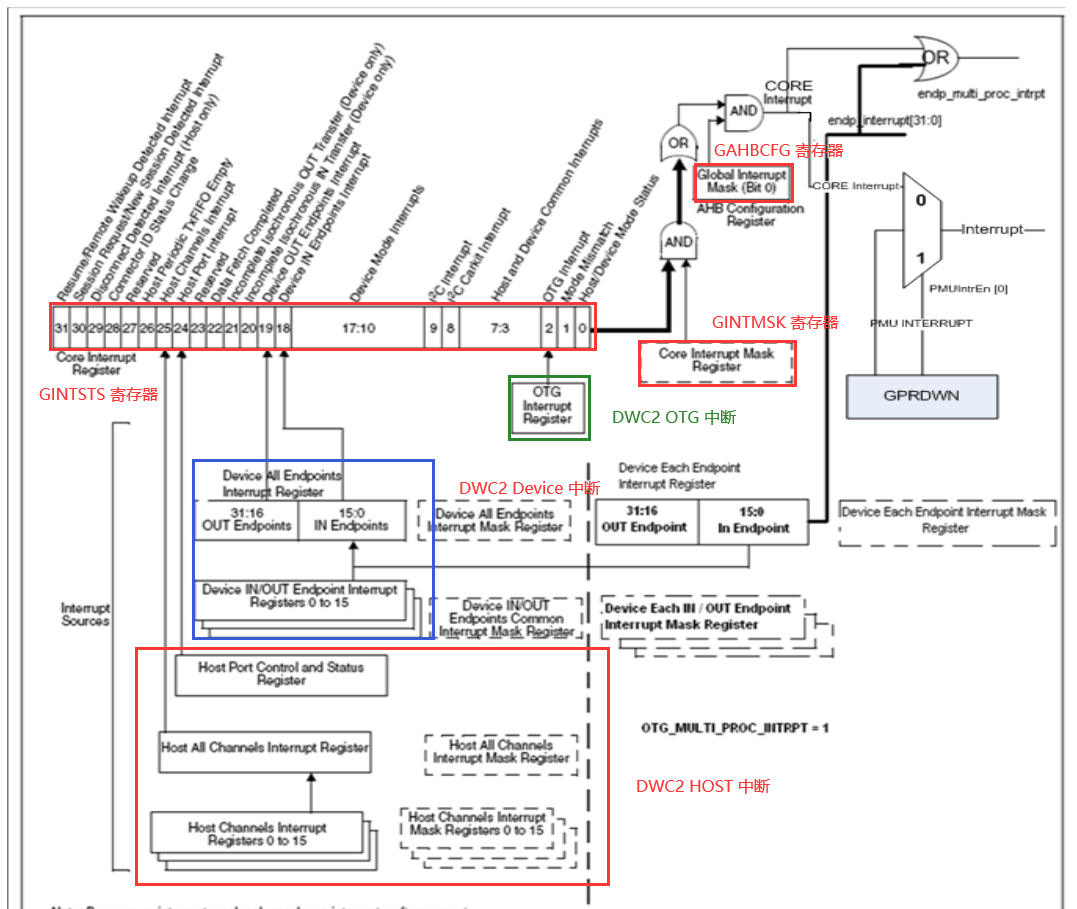 Resume/Remote Wakeup Detected Interrupt
Session Request/New Session Detected Interrupt
Disconnect Detected Interrupt (Host only)
Connector ID Status Change
Reserved
Host Periodic TxFIFO Empty
Host Channels Interrupt
Host Port Interrupt
Reserved
Data Fetch Completed
Incomplete Isochronous OUT Transfer (Device only)
Incomplete Isochronous IN Transfer (Device only)
Device OUT Endpoints Interrupt
Device IN Endpoints Interrupt
Device Mode Interrupts
I²C Interrupt
I²C Carkit Interrupt
Host and Device Common Interrupts
OTG Interrupt
Mode Mismatch
Host/Device Mode Status
OR
endp_multi_proc_intrpt
CORE
Interrupt
AND
endp_interrupt[31:0]
OR
GAHBCFG 寄存器
Global Interrupt
Mask (Bit 0)
AHB Configuration
Register
CORE Interrupt
0
1
Interrupt
PMUIntrEn [0]
PMU INTERRUPT
GPRDWN
AND
31 30 29 28 27 26 25 24 23 22 21 20 19 18 17:10 9 8 7:3 2 1 0
Core Interrupt
Register
GINTSTS 寄存器
GINTMSK 寄存器
Core Interrupt Mask
Register
OTG
Interrupt
Register
DWC2 OTG 中断
Device All Endpoints
Interrupt Register
31:16
OUT Endpoints
15:0
IN Endpoints
DWC2 Device 中断
Device All Endpoints
Interrupt Mask Register
Device Each Endpoint
Interrupt Register
31:16
OUT Endpoint
15:0
In Endpoint
Device Each Endpoint Interrupt Mask
Register
Interrupt
Sources
Device IN/OUT Endpoint Interrupt
Registers 0 to 15
Device IN/OUT
Endpoints Common
Interrupt Mask Register
Device Each IN / OUT Endpoint
Interrupt Mask Register
Host Port Control and Status
Register
Host All Channels Interrupt Register
Host All Channels
Interrupt Mask Register
OTG_MULTI_PROC_INTRPT = 1
DWC2 HOST 中断
Host Channels Interrupt
Registers 0 to 15
Host Channels Interrupt
Mask Registers 0 to 15